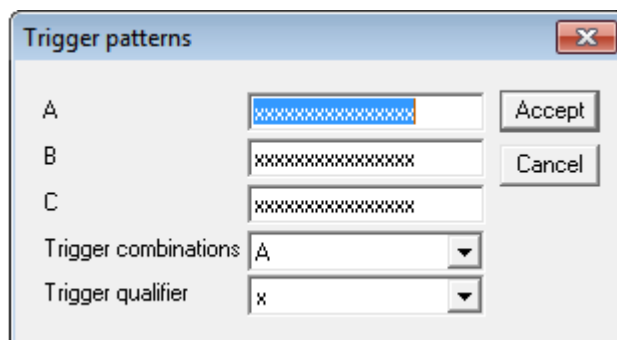 Trigger patterns
A xxxxxxxxxxxxxxxx Accept
B xxxxxxxxxxxxxxxx Cancel
C xxxxxxxxxxxxxxxx
Trigger combinations A
Trigger qualifier x